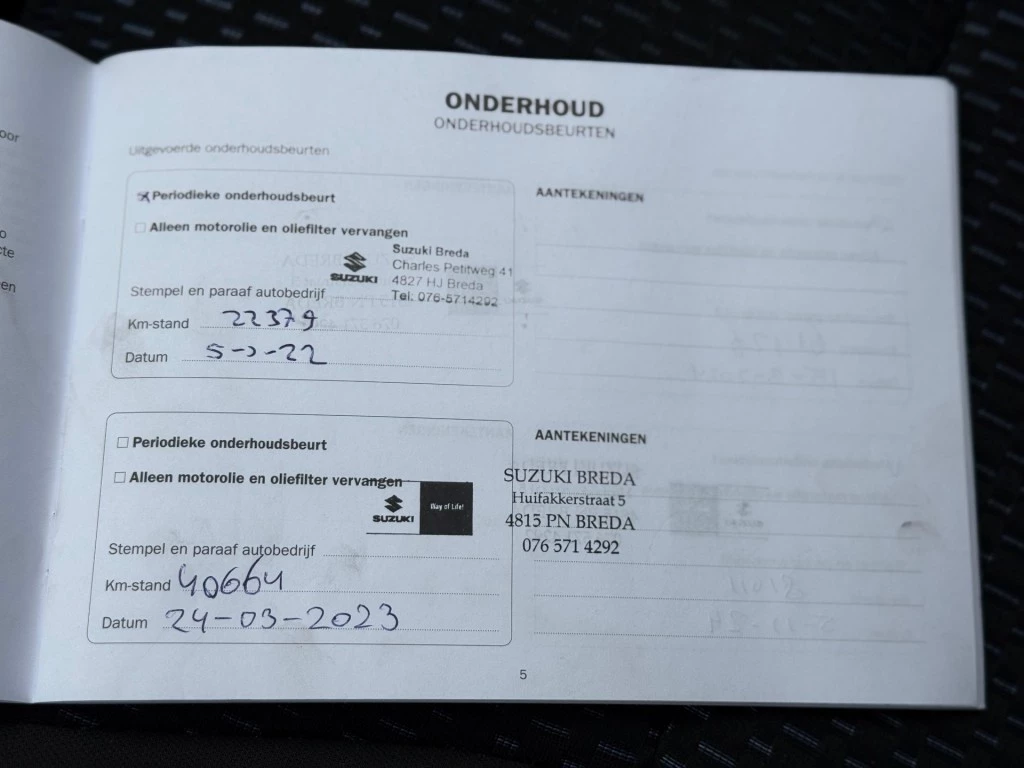 ONDERHOUD
ONDERHOUDSBEURTEN
Uitgevoerde onderhoudsbeurten
Periodieke onderhoudsbeurt
Alleen motorolie en oliefilter vervangen
SUZUKI
Suzuki Breda
Charles Petitweg 41
4827 HJ Breda
Tel: 076-5714292
Stempel en paraaf autobedrijf
Km-stand 22379
Datum
AANTEKENINGEN
Periodieke onderhoudsbeurt
Alleen motorolie en oliefilter vervangen
SUZUKI
Way of Life!
Stempel en paraaf autobedrijf
Km-stand 40664
Datum 24-03-2023
AANTEKENINGEN
SUZUKI BREDA
Huifakkerstraat 5
4815 PN BREDA
076 571 4292
5
oor
cte
en